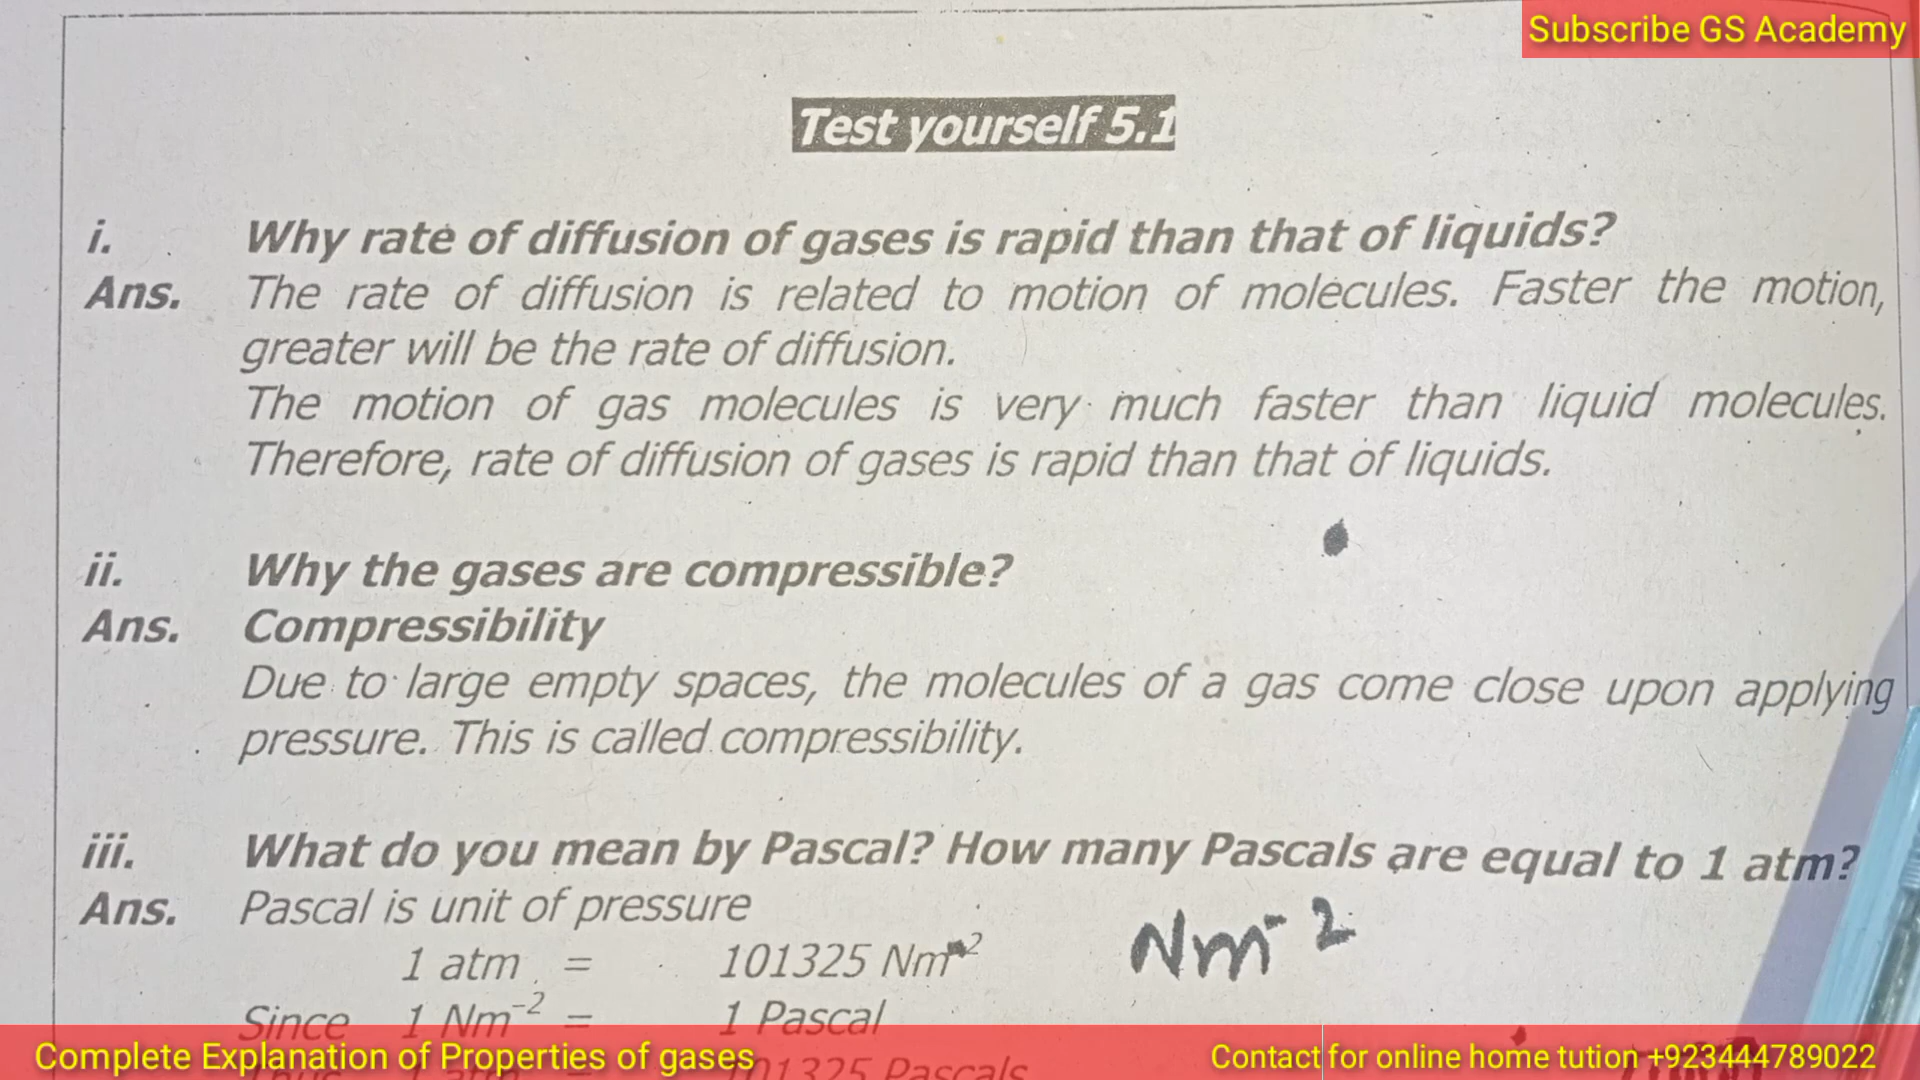 Subscribe GS Academy
Test yourself 5.1
i. Why rate of diffusion of gases is rapid than that of liquids?
Ans. The rate of diffusion is related to motion of molecules. Faster the motion,
greater will be the rate of diffusion.
The motion of gas molecules is very much faster than liquid molecules.
Therefore, rate of diffusion of gases is rapid than that of liquids.
ii. Why the gases are compressible?
Ans. Compressibility
Due to large empty spaces, the molecules of a gas come close upon applying
pressure. This is called compressibility.
iii. What do you mean by Pascal? How many Pascals are equal to 1 atm?
Ans. Pascal is unit of pressure
1 atm = 101325 Nm⁻²
Nm⁻²
Since 1 Nm⁻² = 1 Pascal
Thus 1 atm = 101325 Pascals
Complete Explanation of Properties of gases
Contact for online home tution +923444789022